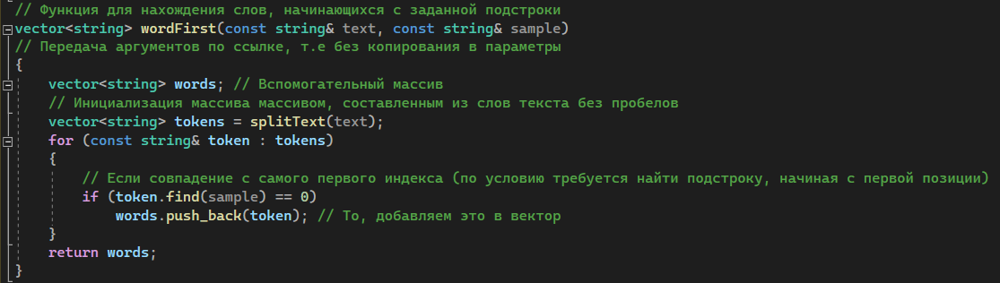 // Функция для нахождения слов, начинающихся с заданной подстроки
vector<string> wordFirst(const string& text, const string& sample)
// Передача аргументов по ссылке, т.е без копирования в параметры
{
    vector<string> words; // Вспомогательный массив
    // Инициализация массива массивом, составленным из слов текста без пробелов
    vector<string> tokens = splitText(text);
    for (const string& token : tokens)
    {
        // Если совпадение с самого первого индекса (по условию требуется найти подстроку, начиная с первой позиции)
        if (token.find(sample) == 0)
            words.push_back(token); // То, добавляем это в вектор
    }
    return words;
}